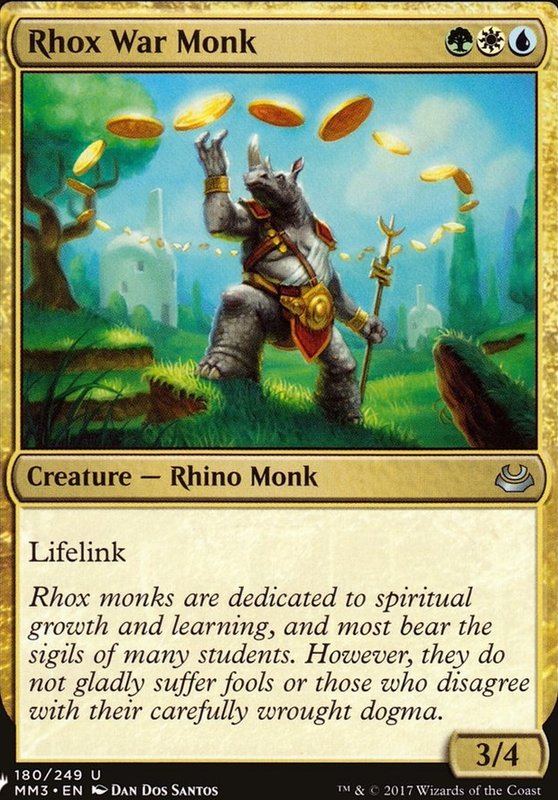 Rhox War Monk
Creature — Rhino Monk
Lifelink
Rhox monks are dedicated to spiritual
growth and learning, and most bear the
sigils of many students. However, they do
not gladly suffer fools or those who disagree
with their carefully wrought dogma.
3/4
180/249 U
MM3 • EN DAN DOS SANTOS
™ & © 2017 Wizards of the Coast